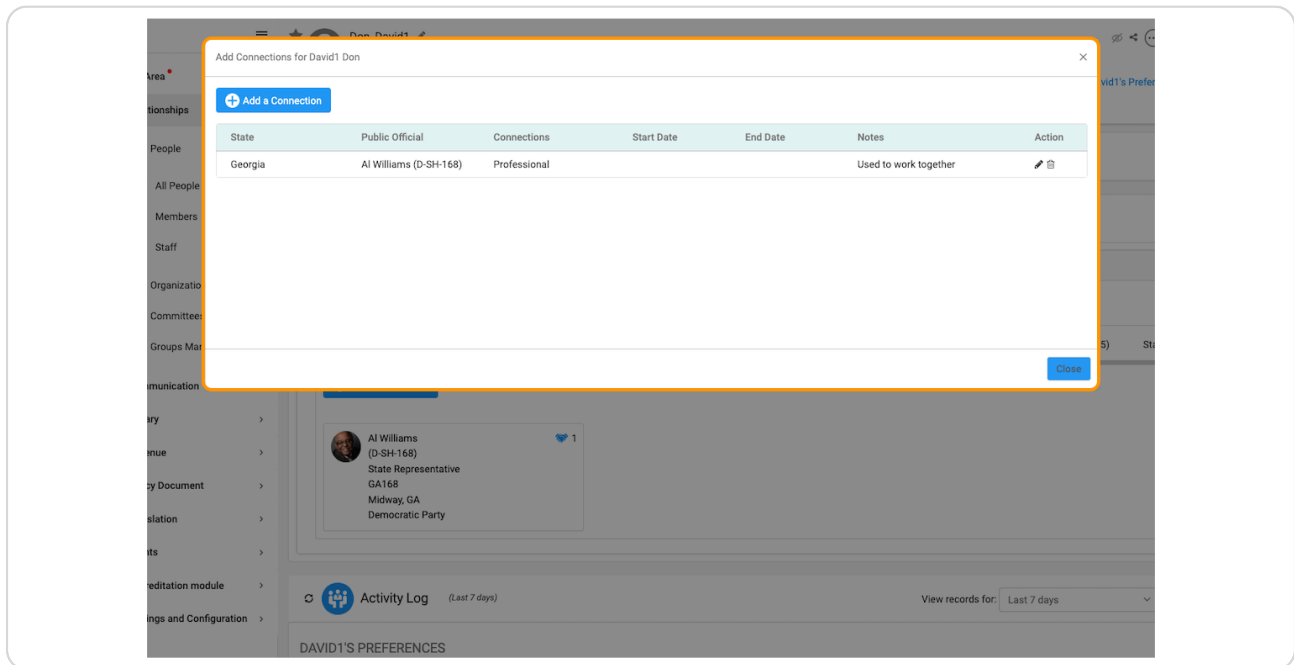 Don, David1
Add Connections for David1 Don
×
Area
vid1's Prefer
Add a Connection
tionships
State Public Official Connections Start Date End Date Notes Action
People
Georgia Al Williams (D-SH-168) Professional Used to work together
All People
Members
Staff
Organizatio
Committees
Groups Mar
5) Sta
Close
mmunication
ary
Al Williams 1
(D-SH-168)
enue
State Representative
GA168
cy Document
Midway, GA
Democratic Party
slation
nts
reditation module
Activity Log (Last 7 days) View records for: Last 7 days
ings and Configuration
DAVID1'S PREFERENCES